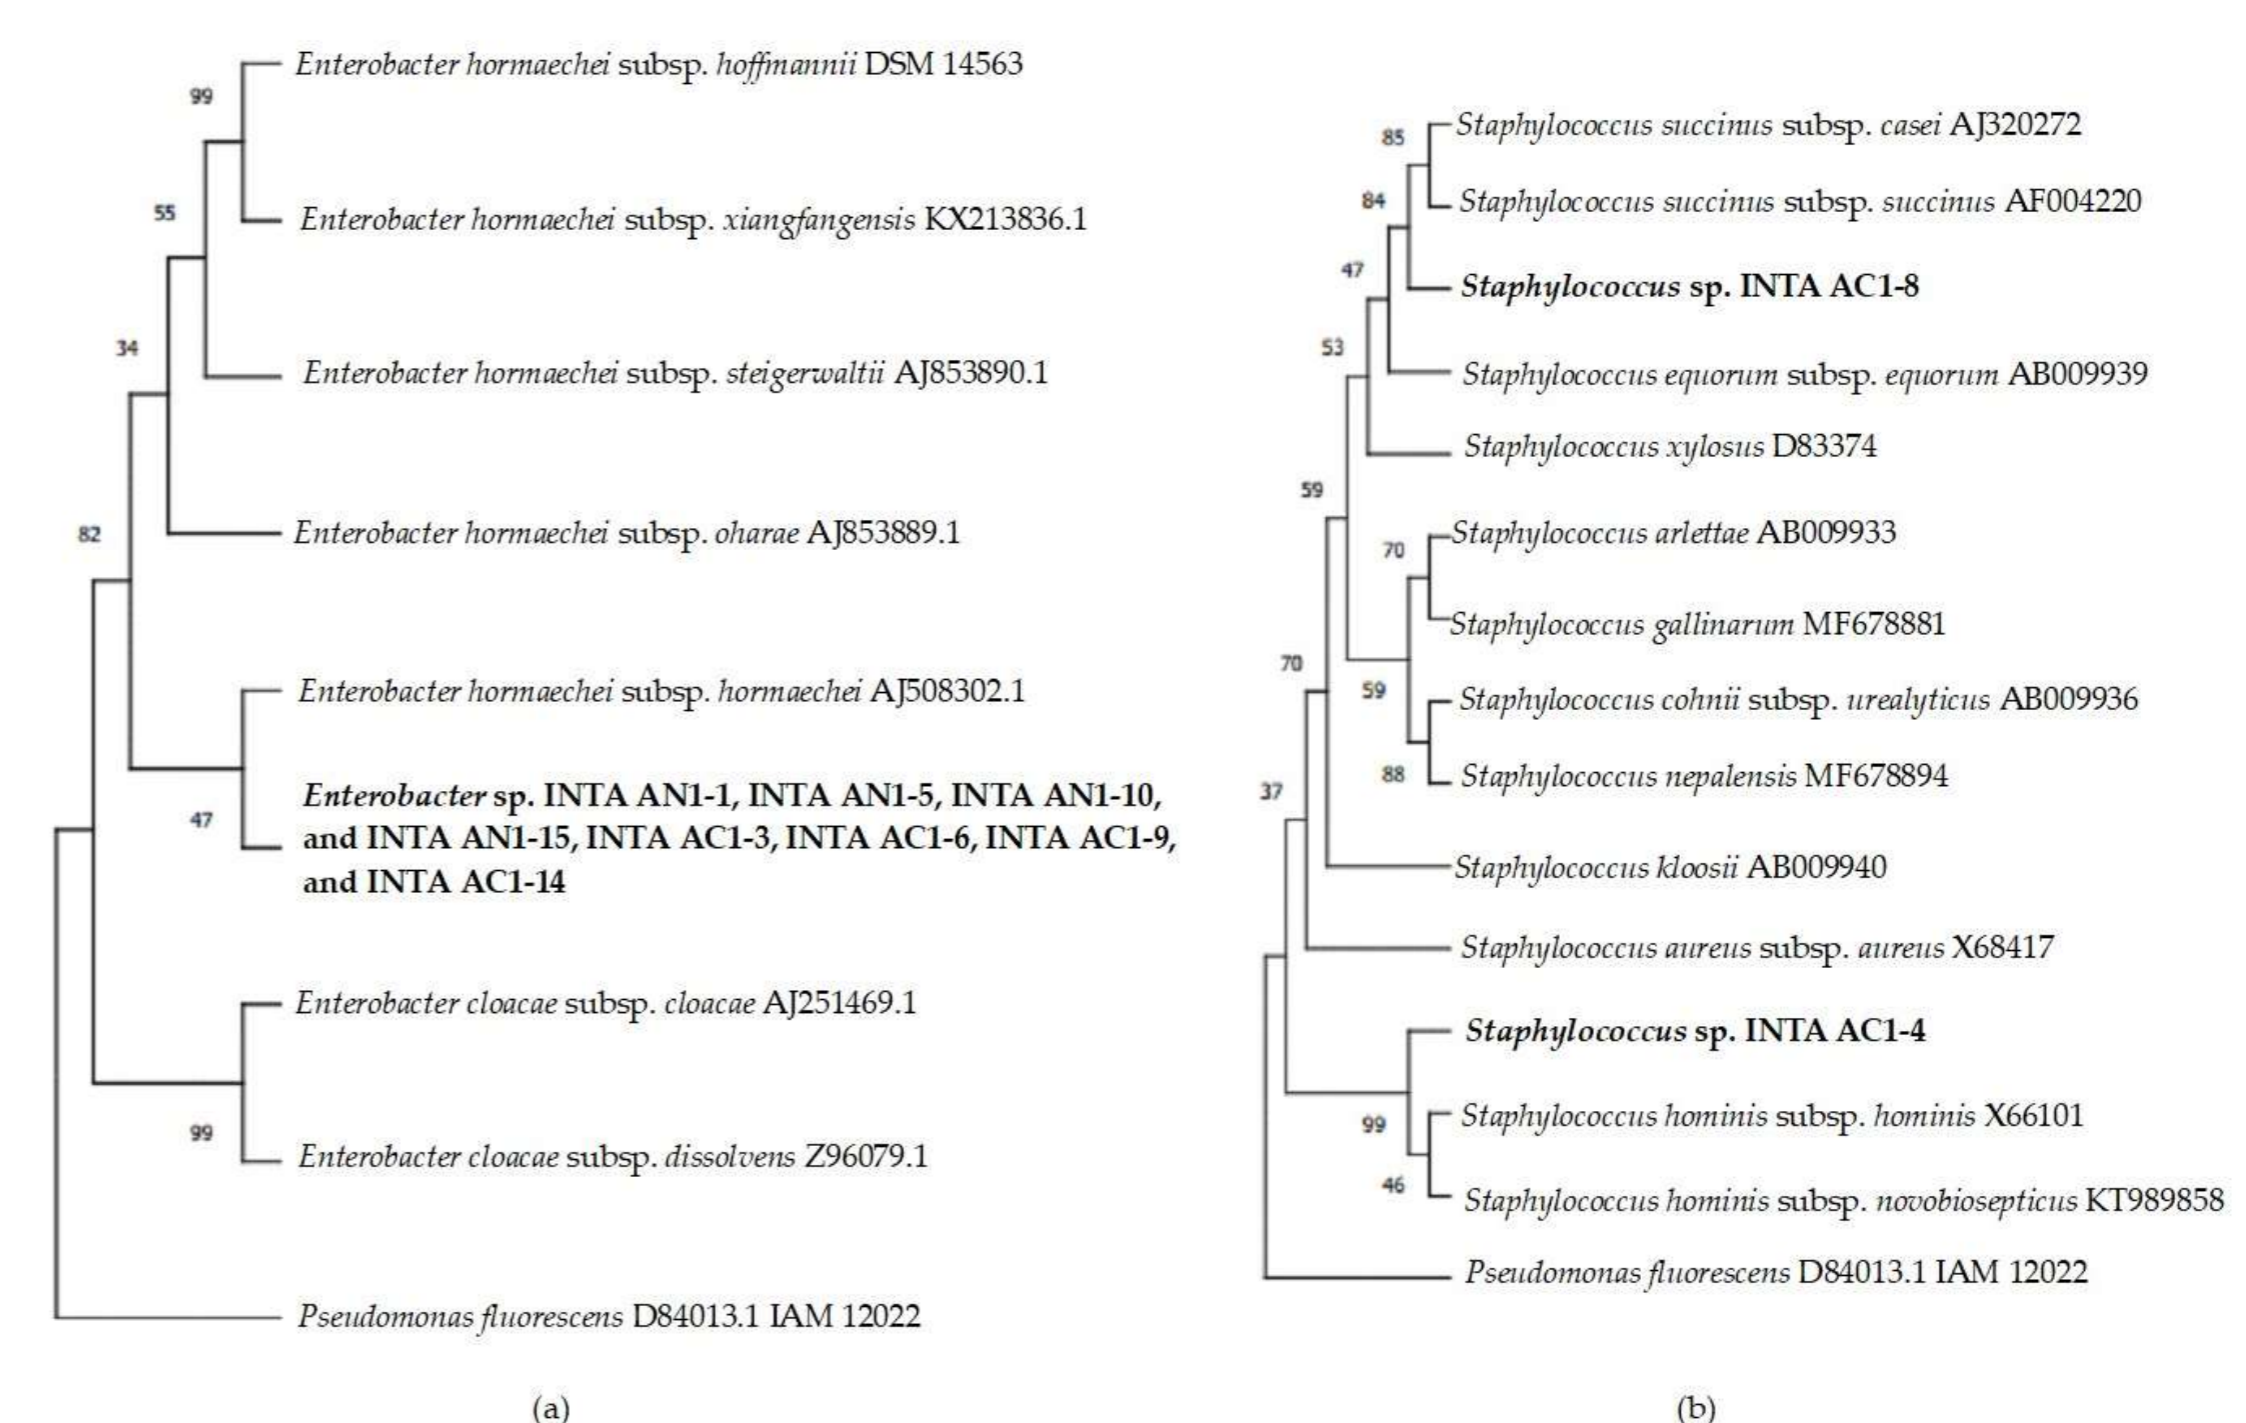 99
Enterobacter hormaechei subsp. hoffmannii DSM 14563
55
Enterobacter hormaechei subsp. xiangfangensis KX213836.1
34
Enterobacter hormaechei subsp. steigerwaltii AJ853890.1
82
Enterobacter hormaechei subsp. oharae AJ853889.1
Enterobacter hormaechei subsp. hormaechei AJ508302.1
47
Enterobacter sp. INTA AN1-1, INTA AN1-5, INTA AN1-10,
and INTA AN1-15, INTA AC1-3, INTA AC1-6, INTA AC1-9,
and INTA AC1-14
Enterobacter cloacae subsp. cloacae AJ251469.1
99
Enterobacter cloacae subsp. dissolvens Z96079.1
Pseudomonas fluorescens D84013.1 IAM 12022
(a)
85
Staphylococcus succinus subsp. casei AJ320272
84
Staphylococcus succinus subsp. succinus AF004220
47
Staphylococcus sp. INTA AC1-8
53
Staphylococcus equorum subsp. equorum AB009939
Staphylococcus xylosus D83374
59
70
Staphylococcus arlettae AB009933
Staphylococcus gallinarum MF678881
70
59
Staphylococcus cohnii subsp. urealyticus AB009936
88
Staphylococcus nepalensis MF678894
37
Staphylococcus kloosii AB009940
Staphylococcus aureus subsp. aureus X68417
Staphylococcus sp. INTA AC1-4
99
Staphylococcus hominis subsp. hominis X66101
46
Staphylococcus hominis subsp. novobiosepticus KT989858
Pseudomonas fluorescens D84013.1 IAM 12022
(b)